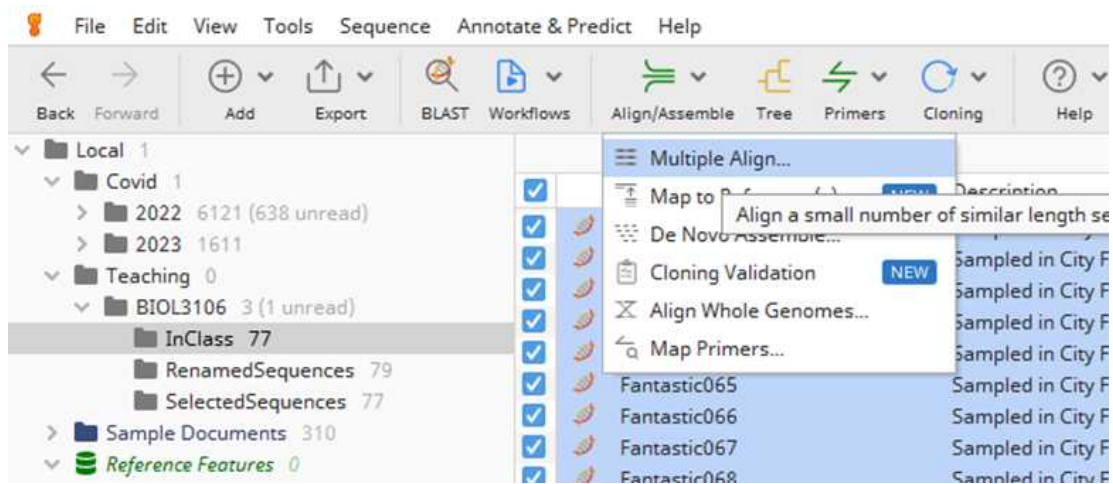 File Edit View Tools Sequence Annotate & Predict Help
Back Forward Add Export BLAST Workflows Align/Assemble Tree Primers Cloning Help
Local 1
Covid 1
2022 6121 (638 unread)
2023 1611
Teaching 0
BIOL3106 3 (1 unread)
InClass 77
RenamedSequences 79
SelectedSequences 77
Sample Documents 310
Reference Features 0
Multiple Align...
Map to
Align a small number of similar length se
De Novo Assemble...
Cloning Validation NEW
Align Whole Genomes...
Map Primers...
Description
Sampled in City F
Sampled in City F
Sampled in City F
Sampled in City F
Fantastic065 Sampled in City F
Fantastic066 Sampled in City F
Fantastic067 Sampled in City F
Fantastic068 Sampled in City F